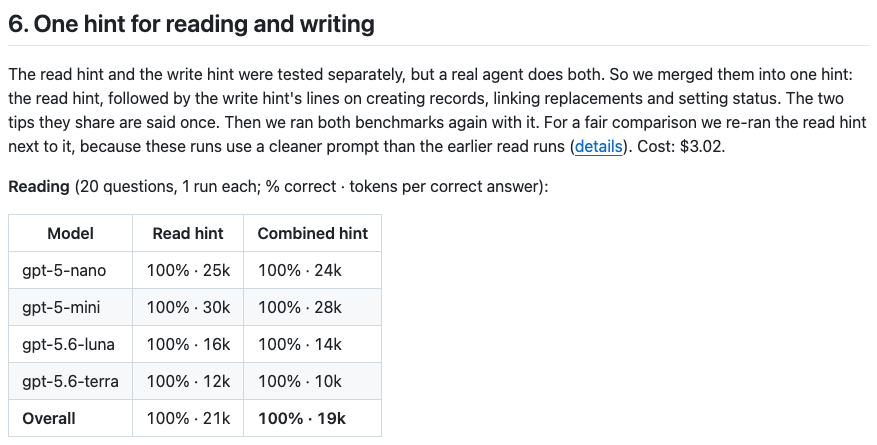 6. One hint for reading and writing
The read hint and the write hint were tested separately, but a real agent does both. So we merged them into one hint:
the read hint, followed by the write hint's lines on creating records, linking replacements and setting status. The two
tips they share are said once. Then we ran both benchmarks again with it. For a fair comparison we re-ran the read hint
next to it, because these runs use a cleaner prompt than the earlier read runs (details). Cost: $3.02.
Reading (20 questions, 1 run each; % correct · tokens per correct answer):
Model Read hint Combined hint
gpt-5-nano 100% · 25k 100% · 24k
gpt-5-mini 100% · 30k 100% · 28k
gpt-5.6-luna 100% · 16k 100% · 14k
gpt-5.6-terra 100% · 12k 100% · 10k
Overall 100% · 21k 100% · 19k